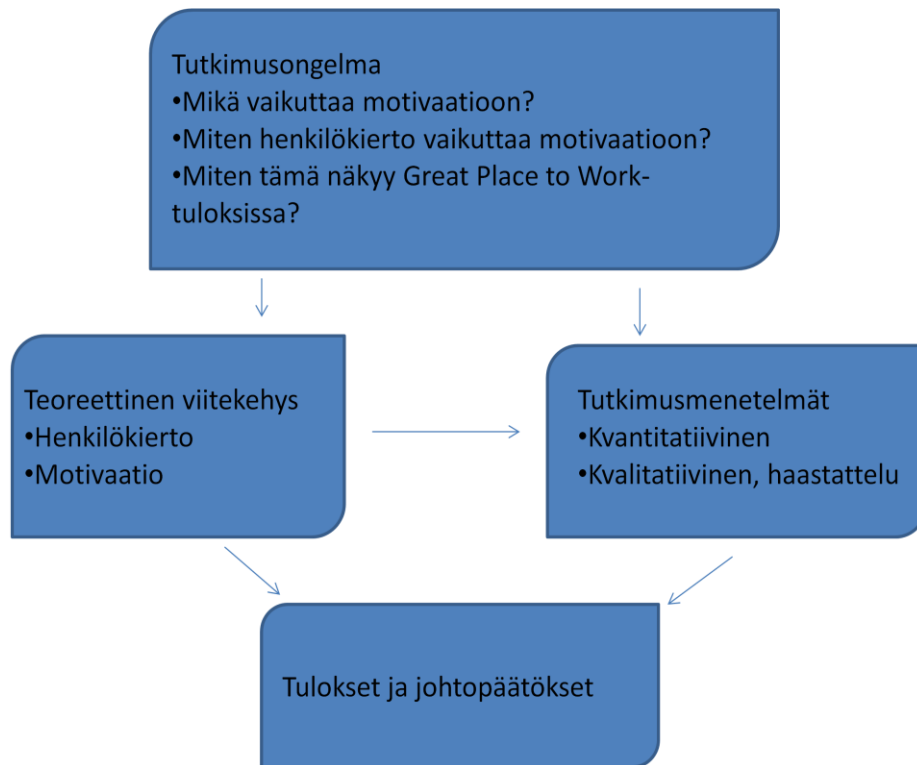 Tutkimusongelma
•Mikä vaikuttaa motivaatioon?
•Miten henkilökierto vaikuttaa motivaatioon?
•Miten tämä näkyy Great Place to Work-
tuloksissa?
Teoreettinen viitekehys
•Henkilökierto
•Motivaatio
Tutkimusmenetelmät
•Kvantitatiivinen
•Kvalitatiivinen, haastattelu
Tulokset ja johtopäätökset